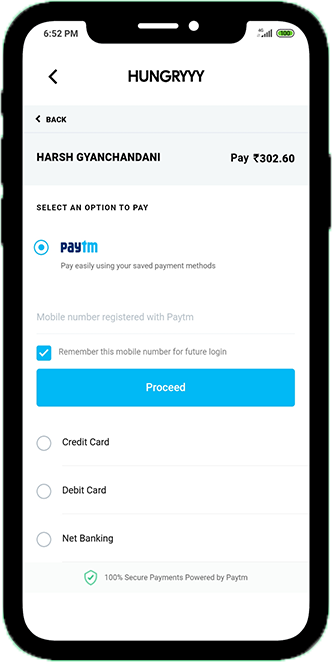 6:52 PM 4G 100
HUNGRYYY
BACK
HARSH GYANCHANDANI Pay ₹302.60
SELECT AN OPTION TO PAY
paytm
Pay easily using your saved payment methods
Mobile number registered with Paytm
Remember this mobile number for future login
Proceed
Credit Card
Debit Card
Net Banking
100% Secure Payments Powered by Paytm